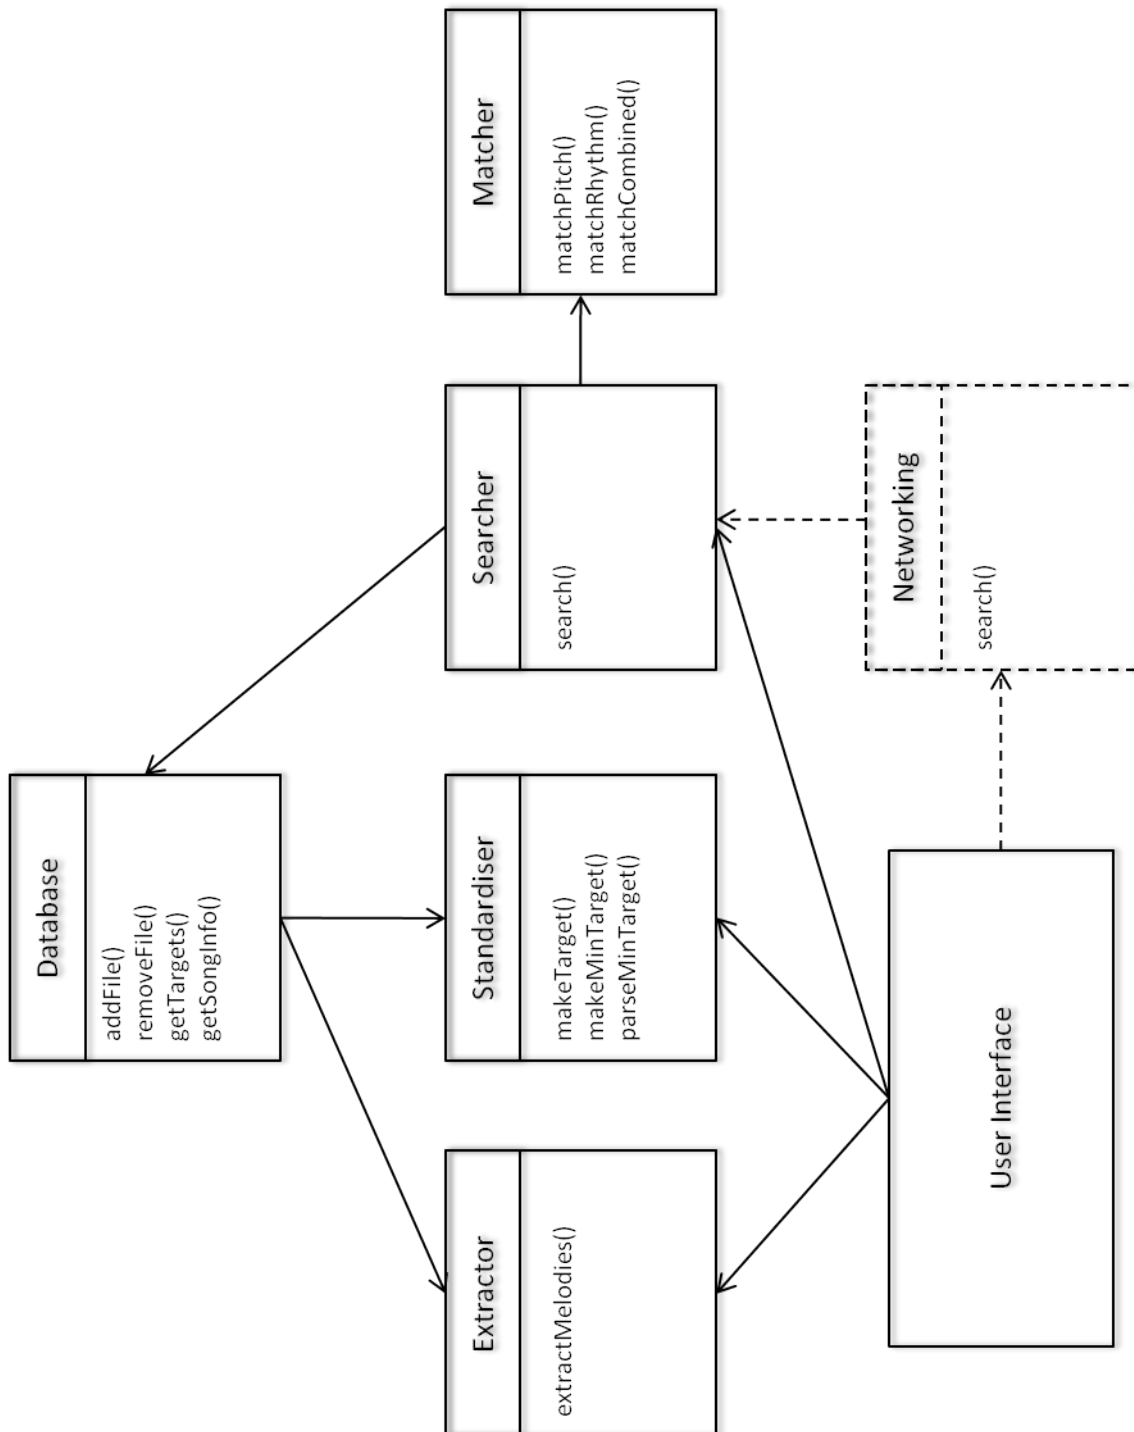 Database
addFile()
removeFile()
getTargets()
getSongInfo()
Extractor
extractMelodies()
Standardiser
makeTarget()
makeMinTarget()
parseMinTarget()
Searcher
search()
Matcher
matchPitch()
matchRhythm()
matchCombined()
User Interface
Networking
search()